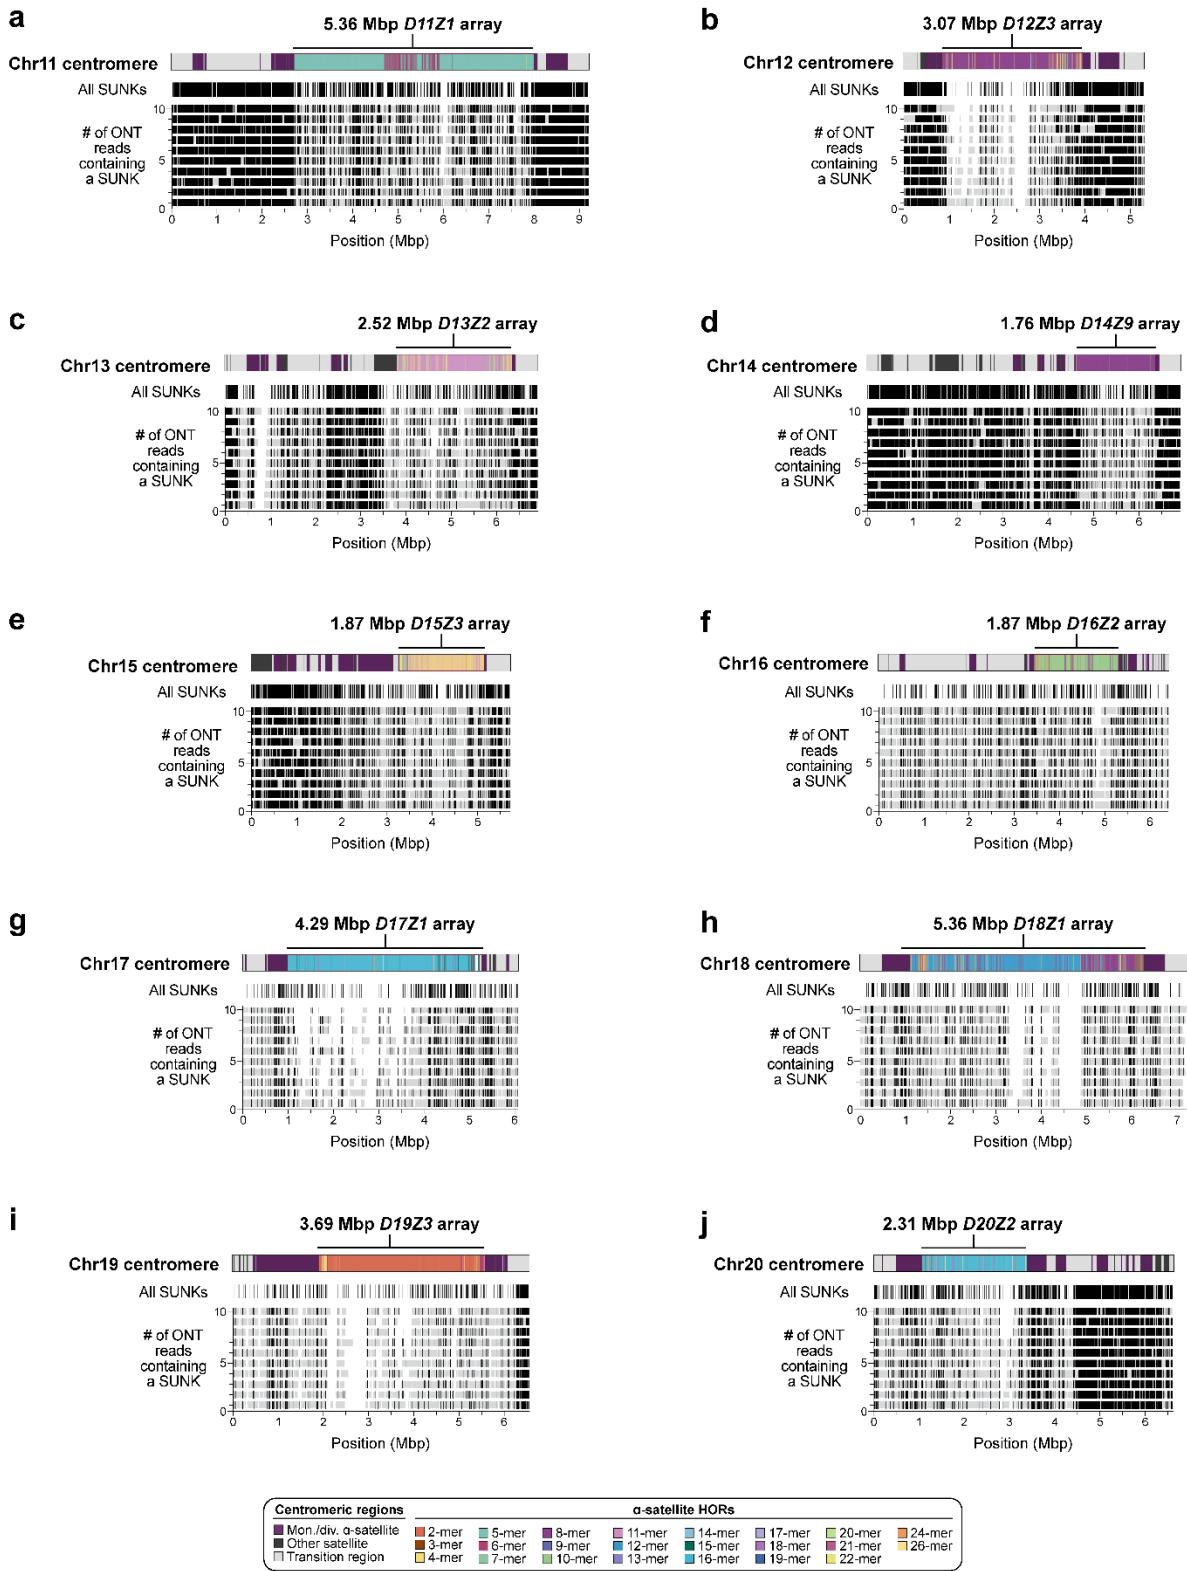 a
5.36 Mbp D11Z1 array
Chr11 centromere
All SUNKs
# of ONT
reads
containing
a SUNK
10
5
0
0 1 2 3 4 5 6 7 8 9
Position (Mbp)
b
3.07 Mbp D12Z3 array
Chr12 centromere
All SUNKs
# of ONT
reads
containing
a SUNK
10
5
0
0 1 2 3 4 5
Position (Mbp)
c
2.52 Mbp D13Z2 array
Chr13 centromere
All SUNKs
# of ONT
reads
containing
a SUNK
10
5
0
0 1 2 3 4 5 6
Position (Mbp)
d
1.76 Mbp D14Z9 array
Chr14 centromere
All SUNKs
# of ONT
reads
containing
a SUNK
10
5
0
0 1 2 3 4 5 6
Position (Mbp)
e
1.87 Mbp D15Z3 array
Chr15 centromere
All SUNKs
# of ONT
reads
containing
a SUNK
10
5
0
0 1 2 3 4 5
Position (Mbp)
f
1.87 Mbp D16Z2 array
Chr16 centromere
All SUNKs
# of ONT
reads
containing
a SUNK
10
5
0
0 1 2 3 4 5 6
Position (Mbp)
g
4.29 Mbp D17Z1 array
Chr17 centromere
All SUNKs
# of ONT
reads
containing
a SUNK
10
5
0
0 1 2 3 4 5 6
Position (Mbp)
h
5.36 Mbp D18Z1 array
Chr18 centromere
All SUNKs
# of ONT
reads
containing
a SUNK
10
5
0
0 1 2 3 4 5 6 7
Position (Mbp)
i
3.69 Mbp D19Z3 array
Chr19 centromere
All SUNKs
# of ONT
reads
containing
a SUNK
10
5
0
0 1 2 3 4 5 6
Position (Mbp)
j
2.31 Mbp D20Z2 array
Chr20 centromere
All SUNKs
# of ONT
reads
containing
a SUNK
10
5
0
0 1 2 3 4 5 6
Position (Mbp)
Centromeric regions
Mon./div. α-satellite
Other satellite
Transition region
α-satellite HORs
2-mer 5-mer 8-mer 11-mer 14-mer 17-mer 20-mer 24-mer
3-mer 6-mer 9-mer 12-mer 15-mer 18-mer 21-mer 26-mer
4-mer 7-mer 10-mer 13-mer 16-mer 19-mer 22-mer